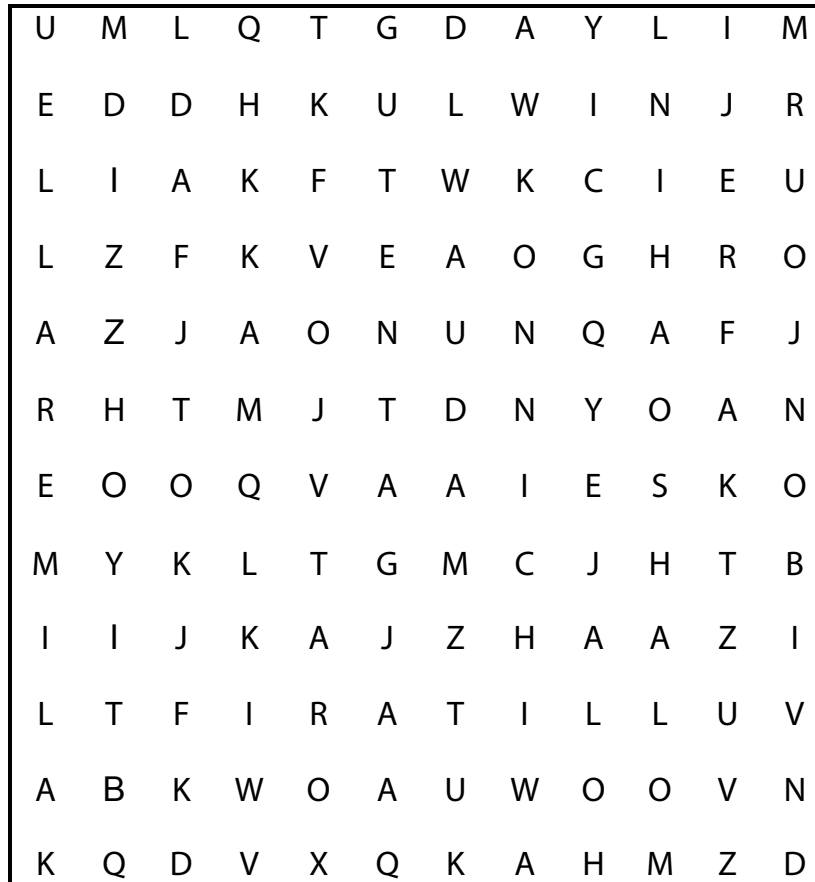 U M L Q T G D A Y L I M
E D D H K U L W I N J R
L I A K F T W K C I E U
L Z F K V E A O G H R O
A Z J A O N U N Q A F J
R H T M J T D N Y O A N
E O O Q V A A I E S K O
M Y K L T G M C J H T B
I I J K A J Z H A A Z I
L T F I R A T I L L U V
A B K W O A U W O O V N
K Q D V X Q K A H M Z D